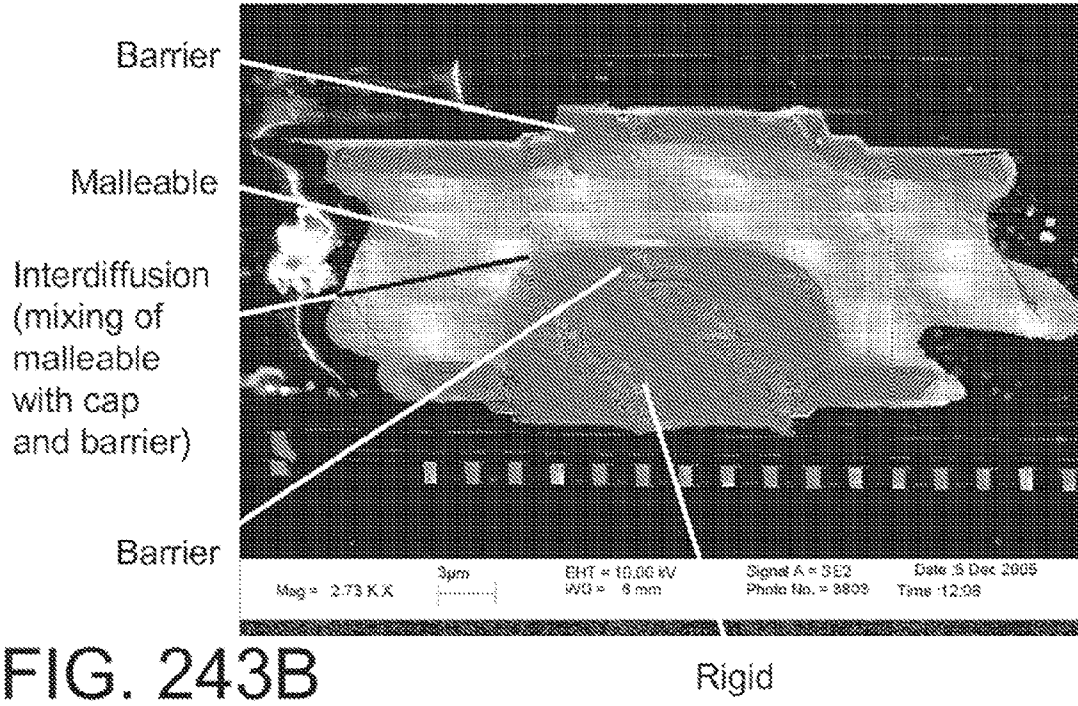 Barrier
Malleable
Interdiffusion
(mixing of
malleable
with cap
and barrier)
Barrier
Mag = 2.73 K X
3µm
EHT = 10.00 kV
WD = 6 mm
Signal A = SE2
Photo No. = 3803
Date :5 Dec 2005
Time :12:08
FIG. 243B
Rigid